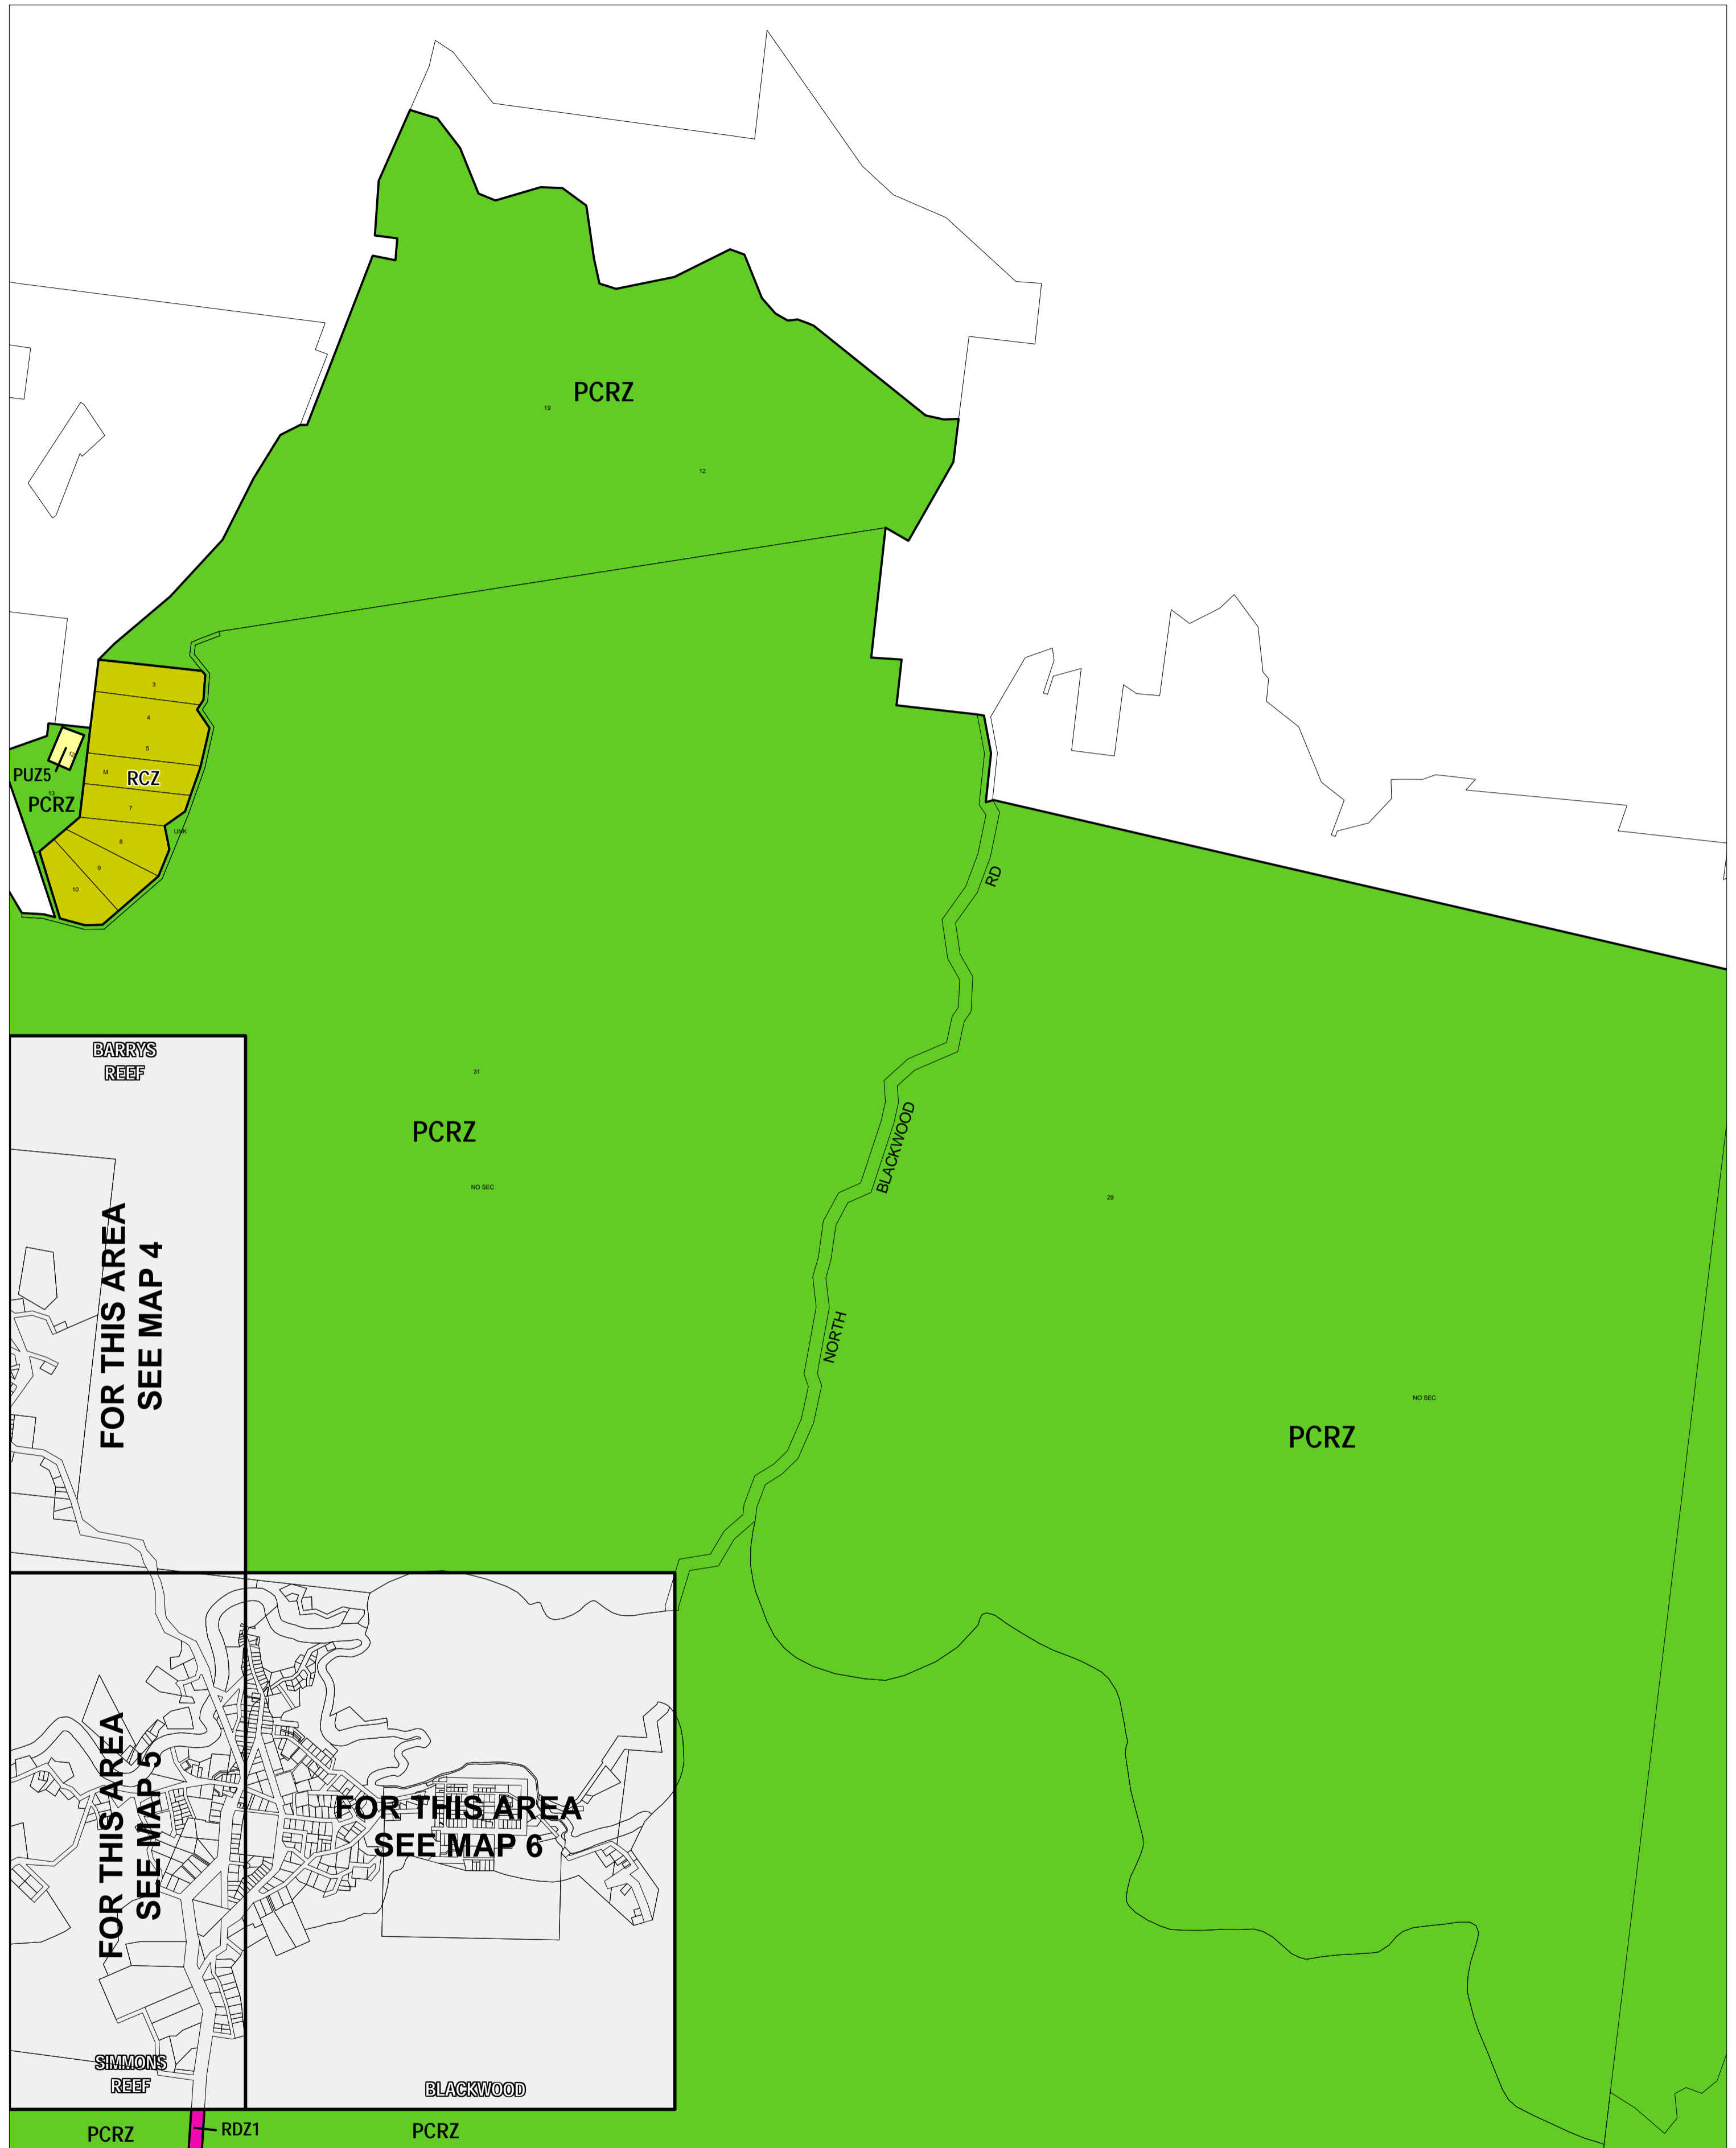 PCRZ
19
12
3
4
5
M
RCZ
PUZ5
13
PCRZ
7
UNK
8
9
10
RD
BARRYS
REEF
31
PCRZ
NO SEC
BLACKWOOD
29
FOR THIS AREA
SEE MAP 4
NORTH
NO SEC
PCRZ
FOR THIS AREA
SEE MAP 5
FOR THIS AREA
SEE MAP 6
SIMMONS
REEF
BLACKWOOD
PCRZ
RDZ1
PCRZ